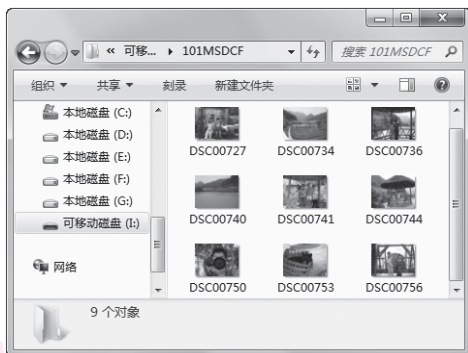 « 可移... ▸ 101MSDCF
搜索 101MSDCF
组织 ▾ 共享 ▾ 刻录 新建文件夹
本地磁盘 (C:)
本地磁盘 (D:)
本地磁盘 (E:)
本地磁盘 (F:)
本地磁盘 (G:)
可移动磁盘 (I:)
网络
DSC00727 DSC00734 DSC00736
DSC00740 DSC00741 DSC00744
DSC00750 DSC00753 DSC00756
9 个对象